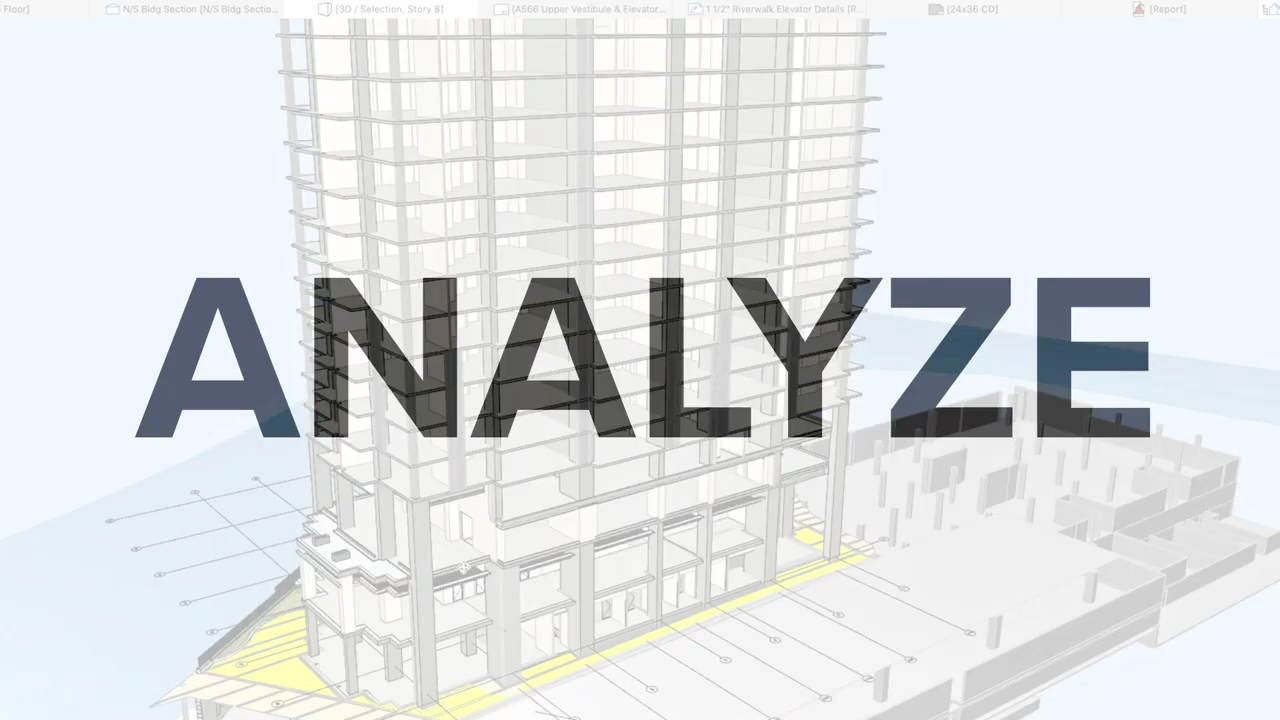 Floor]
N/S Bldg Section [N/S Bldg Sectio...
[3D / Selection, Story 8]
[A566 Upper Vestibule & Elevator...
1 1/2" Riverwalk Elevator Details [R...
[24x36 CD]
[Report]
ANALYZE